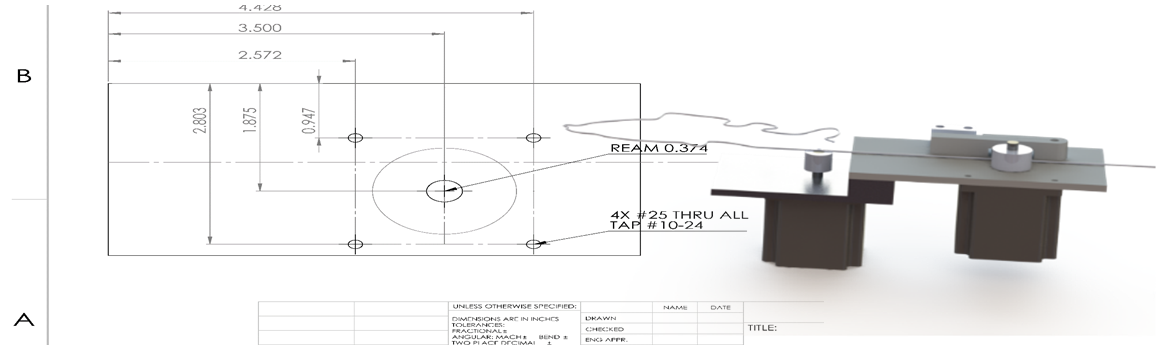 4.428
3.500
2.572
B
2.803
1.875
0.947
REAM 0.374
4X #25 THRU ALL
TAP #10-24
A
UNLESS OTHERWISE SPECIFIED:
NAME
DATE
DIMENSIONS ARE IN INCHES
TOLERANCES:
FRACTIONAL±
ANGULAR: MACH± BEND ±
TWO PLACE DECIMAL ±
DRAWN
CHECKED
ENG APPR.
TITLE: